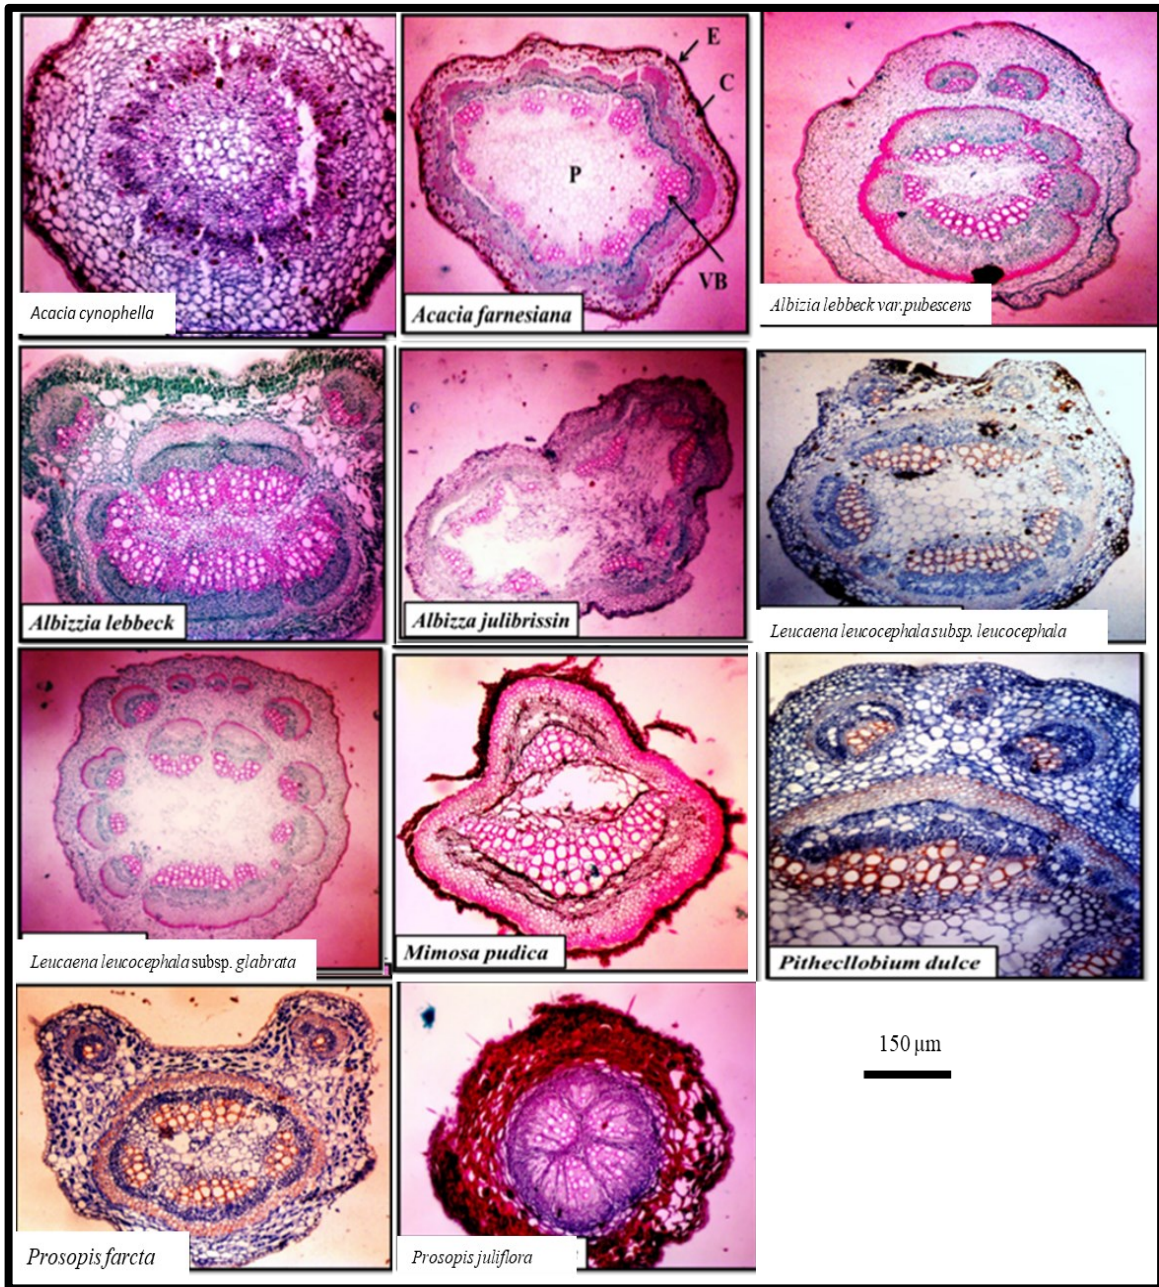 E
C
P
VB
Acacia cynophella
Acacia farnesiana
Albizia lebbeck var.pubescens
Albizzia lebbeck
Albizza julibrissin
Leucaena leucocephala subsp. leucocephala
Leucaena leucocephala subsp. glabrata
Mimosa pudica
Pithecllobium dulce
150 µm
Prosopis farcta
Prosopis juliflora